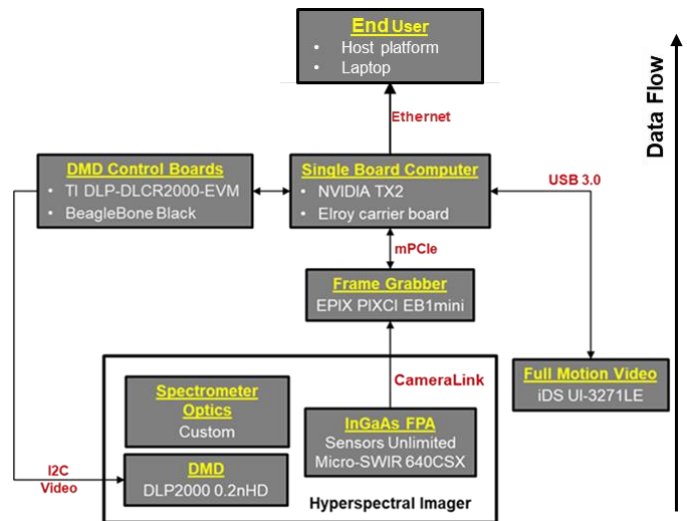 End User
• Host platform
• Laptop
Data Flow
Ethernet
DMD Control Boards
• TI DLP-DLCR2000-EVM
• BeagleBone Black
Single Board Computer
• NVIDIA TX2
• Elroy carrier board
USB 3.0
mPCIe
Frame Grabber
EPIX PIXCI EB1mini
CameraLink
Full Motion Video
iDS UI-3271LE
Spectrometer
Optics
Custom
InGaAs FPA
Sensors Unlimited
Micro-SWIR 640CSX
I2C
Video
DMD
DLP2000 0.2nHD
Hyperspectral Imager